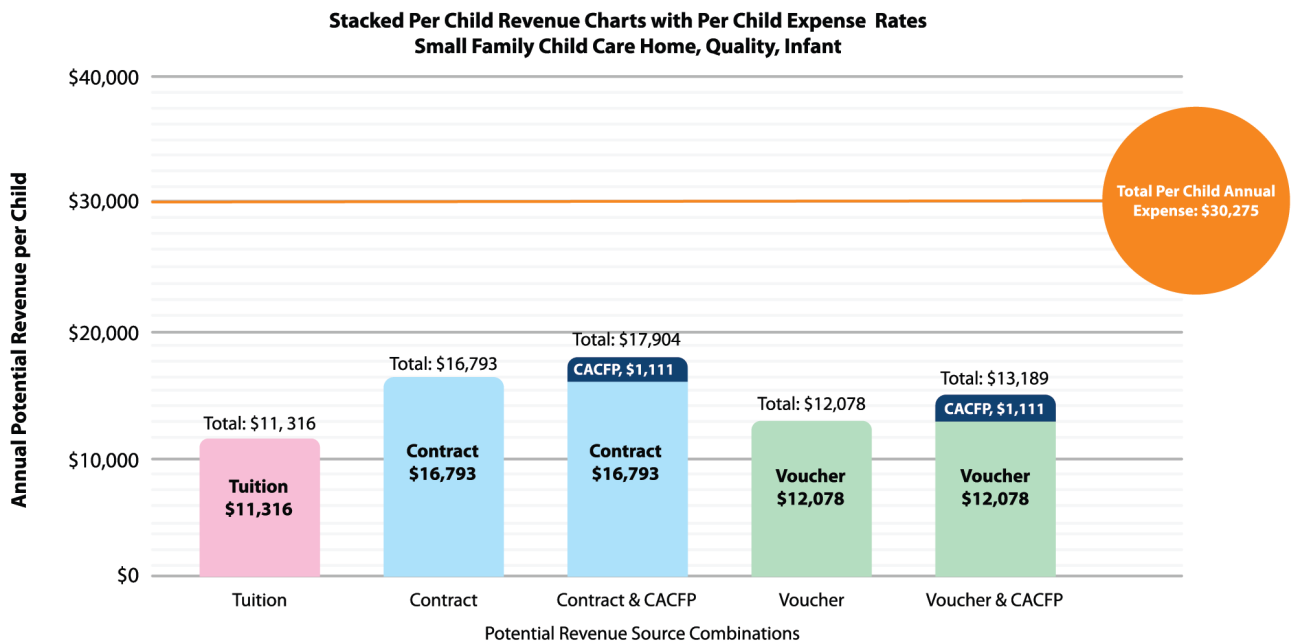 Stacked Per Child Revenue Charts with Per Child Expense Rates
Small Family Child Care Home, Quality, Infant
Annual Potential Revenue per Child
$40,000
$30,000
$20,000
$10,000
$0
Total Per Child Annual
Expense: $30,275
Total: $11, 316
Tuition
$11,316
Total: $16,793
Contract
$16,793
Total: $17,904
CACFP, $1,111
Contract
$16,793
Total: $12,078
Voucher
$12,078
Total: $13,189
CACFP, $1,111
Voucher
$12,078
Tuition
Contract
Contract & CACFP
Voucher
Voucher & CACFP
Potential Revenue Source Combinations